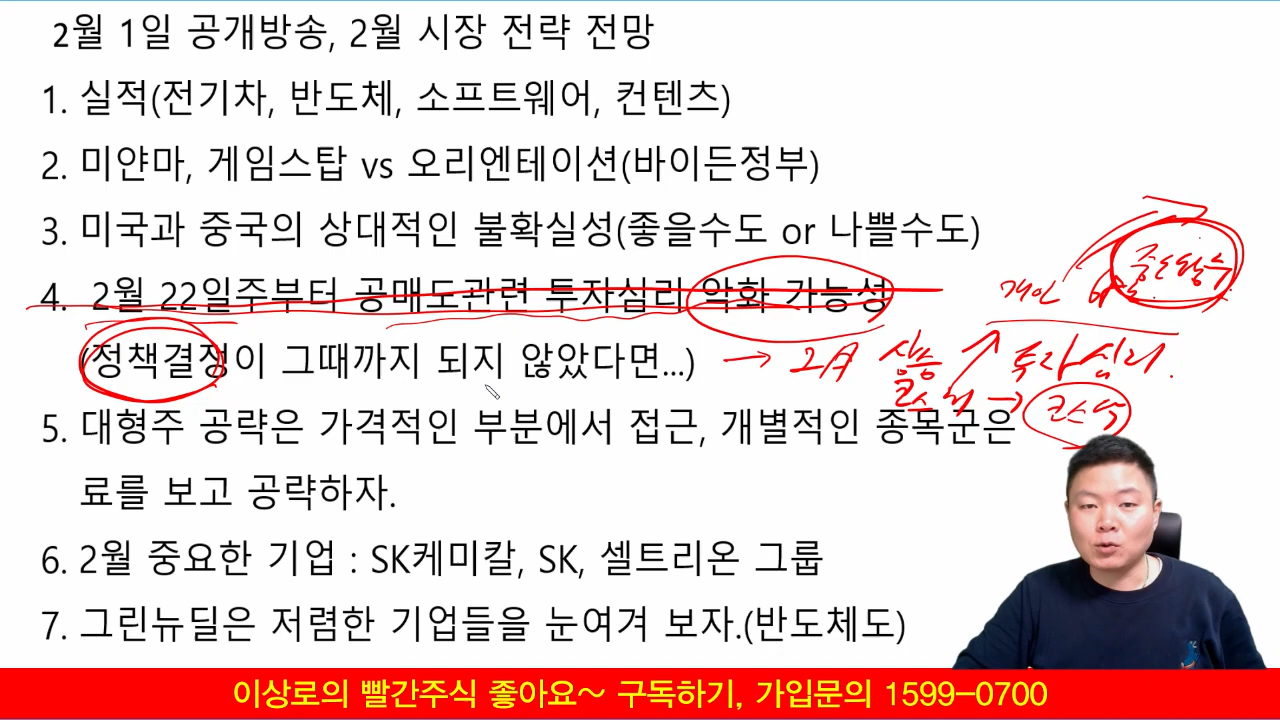 2월 1일 공개방송, 2월 시장 전략 전망
1. 실적(전기차, 반도체, 소프트웨어, 컨텐츠)
2. 미얀마, 게임스탑 vs 오리엔테이션(바이든정부)
3. 미국과 중국의 상대적인 불확실성(좋을수도 or 나쁠수도)
4. 2월 22일주부터 공매도관련 투자심리 악화 가능성
개인
(정책결정이 그때까지 되지 않았다면...) → 2月 상승 투자심리.
코스피 → 코스닥
5. 대형주 공략은 가격적인 부분에서 접근, 개별적인 종목군은
료를 보고 공략하자.
6. 2월 중요한 기업 : SK케미칼, SK, 셀트리온 그룹
7. 그린뉴딜은 저렴한 기업들을 눈여겨 보자.(반도체도)
이상로의 빨간주식 좋아요~ 구독하기, 가입문의 1599-0700